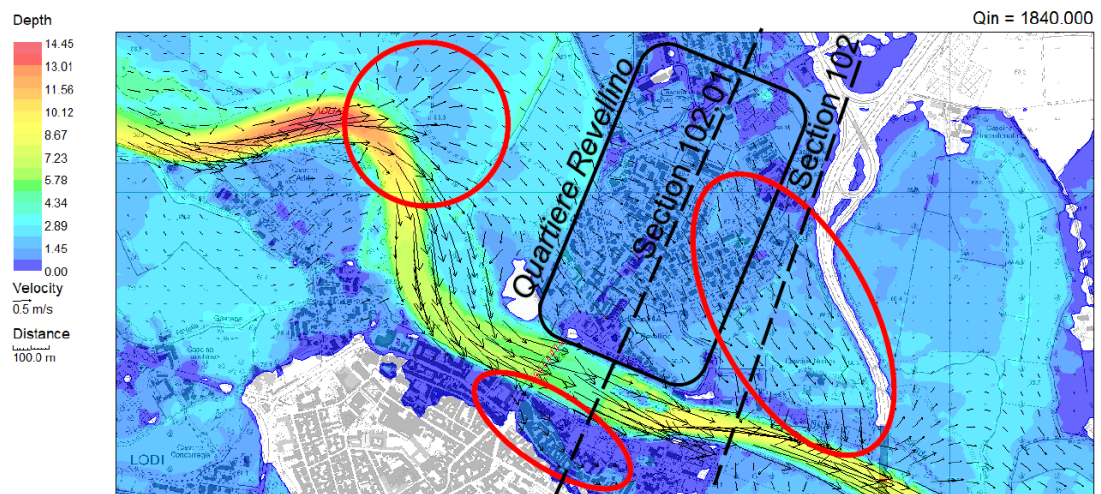 Depth
Qin = 1840.000
14.45
13.01
11.56
10.12
8.67
7.23
5.78
4.34
2.89
1.45
0.00
Velocity
0.5 m/s
Distance
100.0 m
Quartiere Revellino
Section 102.01
Section 102
LODI